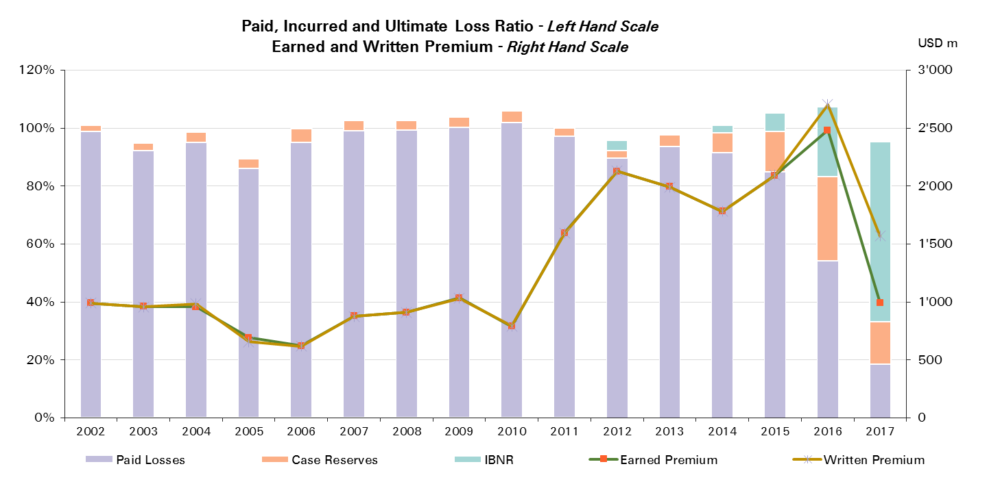 Paid, Incurred and Ultimate Loss Ratio - Left Hand Scale
Earned and Written Premium - Right Hand Scale
USD m
120%
100%
80%
60%
40%
20%
0%
3'000
2'500
2'000
1'500
1'000
500
0
2002 2003 2004 2005 2006 2007 2008 2009 2010 2011 2012 2013 2014 2015 2016 2017
Paid Losses Case Reserves IBNR Earned Premium Written Premium